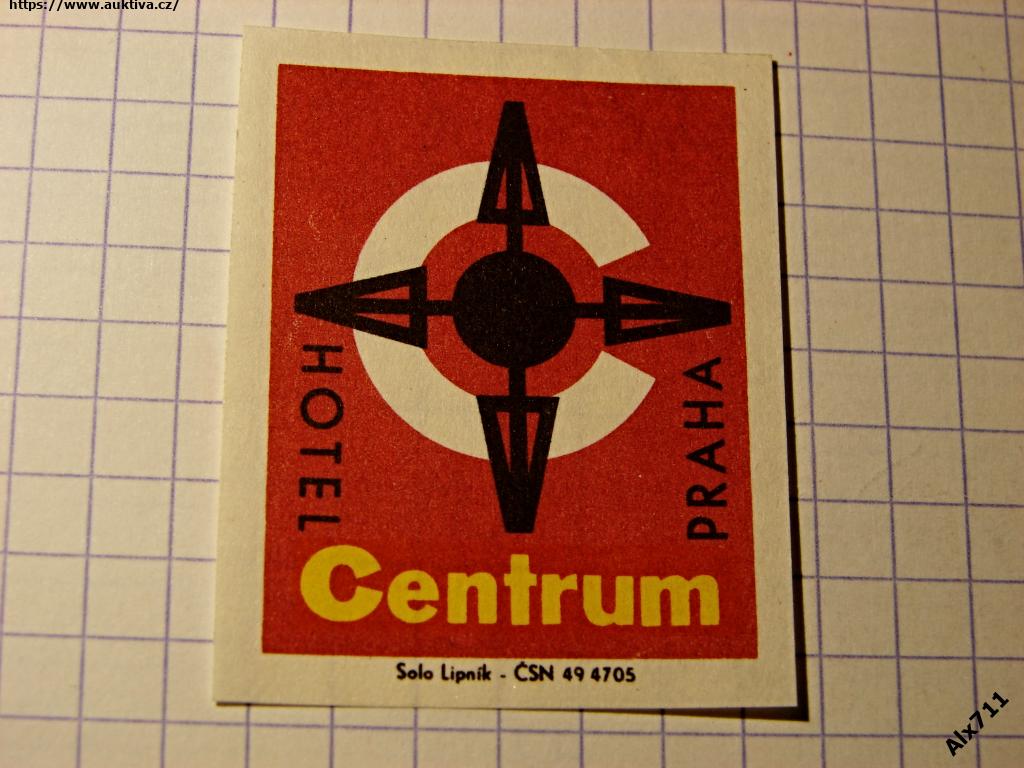 https://www.auktiva.cz/
HOTEL
PRAHA
Centrum
Solo Lipník - ČSN 49 4705
Alx711